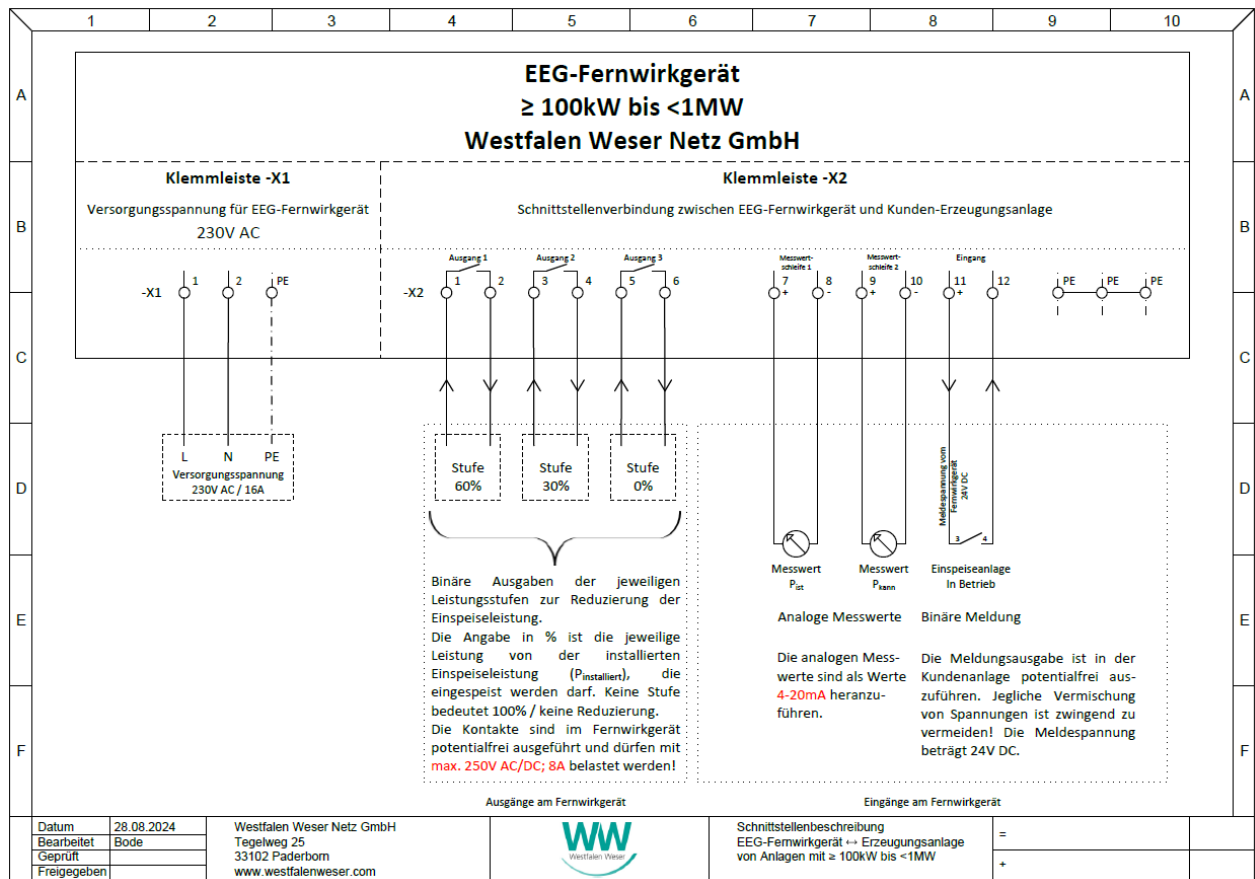 1 2 3 4 5 6 7 8 9 10
A A
EEG-Fernwirkgerät
≥ 100kW bis <1MW
Westfalen Weser Netz GmbH
B B
Klemmleiste -X1
Versorgungsspannung für EEG-Fernwirkgerät
230V AC
Klemmleiste -X2
Schnittstellenverbindung zwischen EEG-Fernwirkgerät und Kunden-Erzeugungsanlage
-X1 1 2 PE
Ausgang 1 Ausgang 2 Ausgang 3
-X2 1 2 3 4 5 6
Messwert-
schleife 1
Messwert-
schleife 2
Eingang
7 8 9 10 11 12
+ - + - +
PE PE PE
C C
D D
L N PE
Versorgungsspannung
230V AC / 16A
Stufe
60%
Stufe
30%
Stufe
0%
Meldespannung vom
Fernwirkgerät
24V DC
3 4
Messwert
Pist
Messwert
Pkann
Einspeiseanlage
In Betrieb
E E
Binäre Ausgaben der jeweiligen
Leistungsstufen zur Reduzierung der
Einspeiseleistung.
Die Angabe in % ist die jeweilige
Leistung von der installierten
Einspeiseleistung (Pinstalliert), die
eingespeist werden darf. Keine Stufe
bedeutet 100% / keine Reduzierung.
Die Kontakte sind im Fernwirkgerät
potentialfrei ausgeführt und dürfen mit
max. 250V AC/DC; 8A belastet werden!
Analoge Messwerte
Die analogen Mess-
werte sind als Werte
4-20mA heranzu-
führen.
Binäre Meldung
Die Meldungsausgabe ist in der
Kundenanlage potentialfrei aus-
zuführen. Jegliche Vermischung
von Spannungen ist zwingend zu
vermeiden! Die Meldespannung
beträgt 24V DC.
F F
Ausgänge am Fernwirkgerät
Eingänge am Fernwirkgerät
Datum 28.08.2024
Bearbeitet Bode
Geprüft
Freigegeben
Westfalen Weser Netz GmbH
Tegelweg 25
33102 Paderborn
www.westfalenweser.com
WW
Westfalen Weser
Schnittstellenbeschreibung
EEG-Fernwirkgerät ↔ Erzeugungsanlage
von Anlagen mit ≥ 100kW bis <1MW
=
+